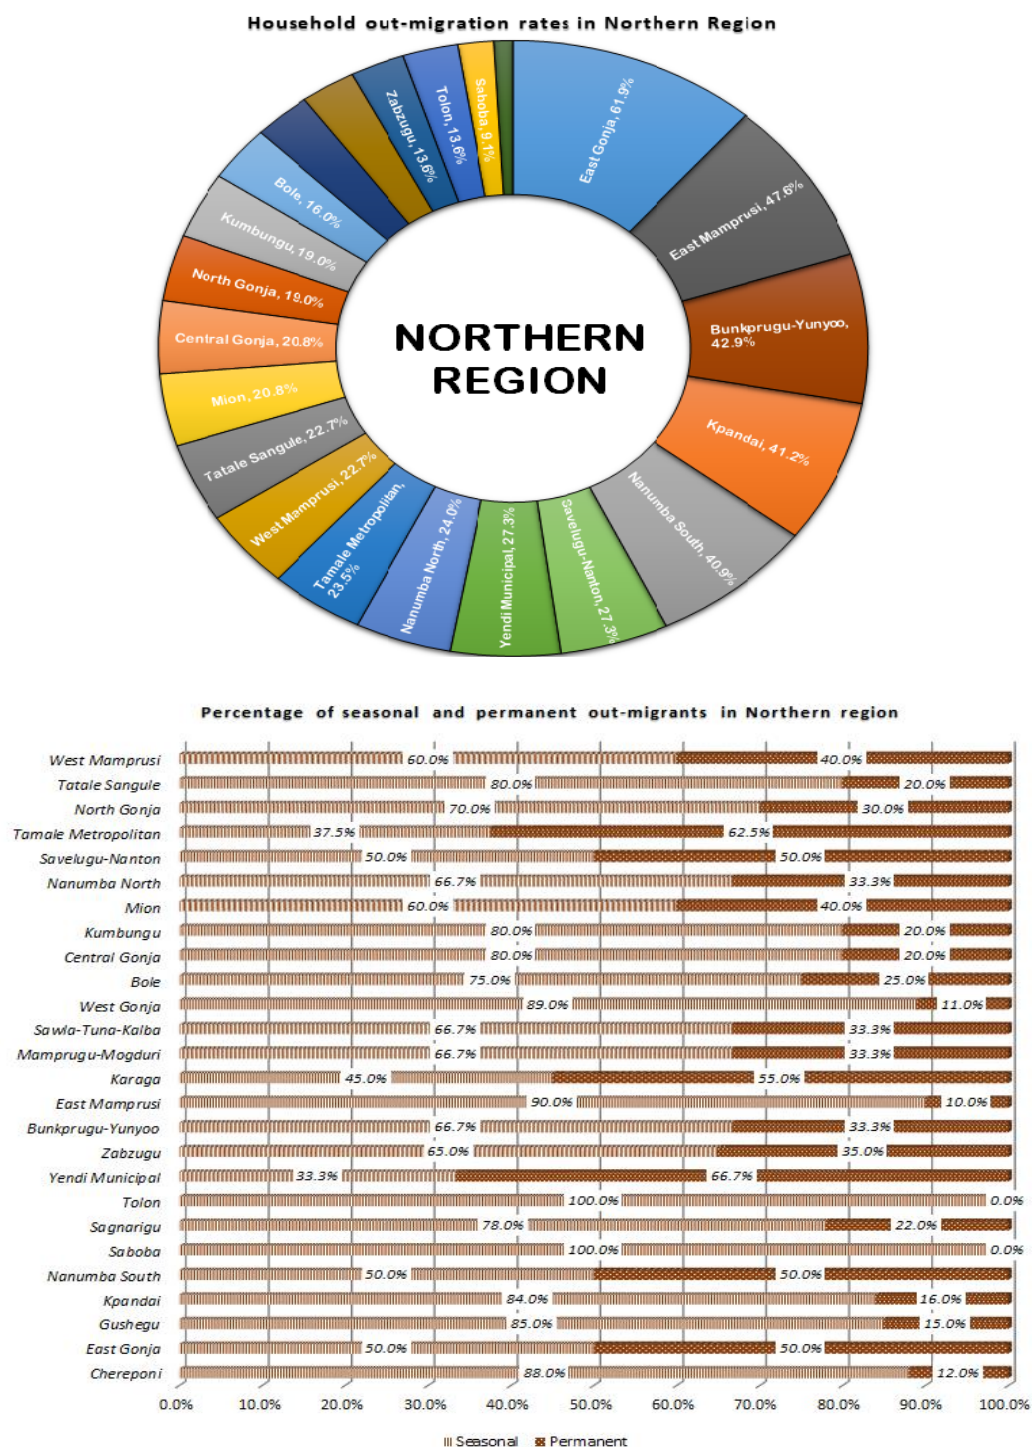 Household out-migration rates in Northern Region
East Gonja, 61.9%
East Mamprusi, 47.6%
Bunkprugu-Yunyoo,
42.9%
Kpandai, 41.2%
Nanumba South, 40.9%
Savelugu-Nanton, 27.3%
Yendi Municipal, 27.3%
Nanumba North, 24.0%
Tamale Metropolitan,
23.5%
West Mamprusi, 22.7%
Tatale Sangule, 22.7%
Mion, 20.8%
Central Gonja, 20.8%
North Gonja, 19.0%
Kumbungu, 19.0%
Bole, 16.0%
Zabzugu, 13.6%
Tolon, 13.6%
Saboba, 9.1%
NORTHERN
REGION
Percentage of seasonal and permanent out-migrants in Northern region
West Mamprusi 60.0% 40.0%
Tatale Sangule 80.0% 20.0%
North Gonja 70.0% 30.0%
Tamale Metropolitan 37.5% 62.5%
Savelugu-Nanton 50.0% 50.0%
Nanumba North 66.7% 33.3%
Mion 60.0% 40.0%
Kumbungu 80.0% 20.0%
Central Gonja 80.0% 20.0%
Bole 75.0% 25.0%
West Gonja 89.0% 11.0%
Sawla-Tuna-Kalba 66.7% 33.3%
Mamprugu-Mogduri 66.7% 33.3%
Karaga 45.0% 55.0%
East Mamprusi 90.0% 10.0%
Bunkprugu-Yunyoo 66.7% 33.3%
Zabzugu 65.0% 35.0%
Yendi Municipal 33.3% 66.7%
Tolon 100.0% 0.0%
Sagnarigu 78.0% 22.0%
Saboba 100.0% 0.0%
Nanumba South 50.0% 50.0%
Kpandai 84.0% 16.0%
Gushegu 85.0% 15.0%
East Gonja 50.0% 50.0%
Chereponi 88.0% 12.0%
0.0% 10.0% 20.0% 30.0% 40.0% 50.0% 60.0% 70.0% 80.0% 90.0% 100.0%
Seasonal Permanent